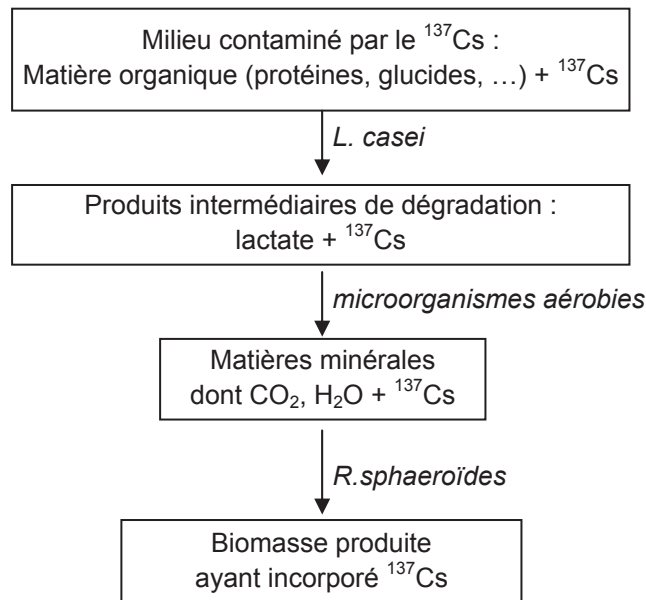 Milieu contaminé par le ¹³⁷Cs :
Matière organique (protéines, glucides, …) + ¹³⁷Cs
L. casei
Produits intermédiaires de dégradation :
lactate + ¹³⁷Cs
microorganismes aérobies
Matières minérales
dont CO₂, H₂O + ¹³⁷Cs
R.sphaeroïdes
Biomasse produite
ayant incorporé ¹³⁷Cs